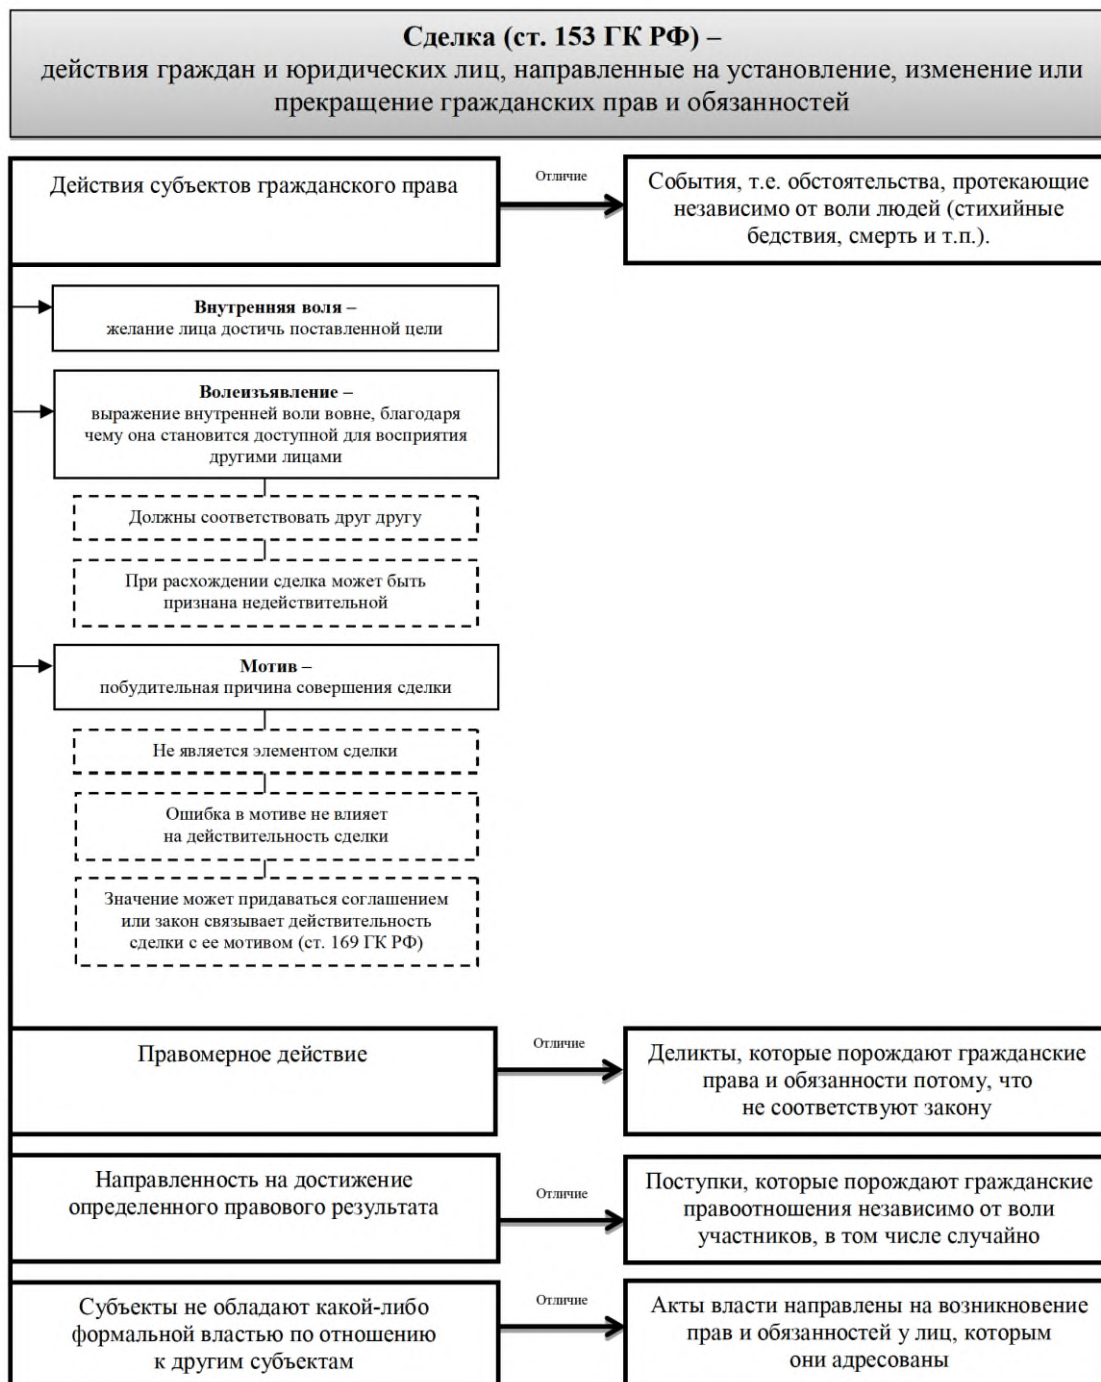 Сделка (ст. 153 ГК РФ) –
действия граждан и юридических лиц, направленные на установление, изменение или
прекращение гражданских прав и обязанностей
Действия субъектов гражданского права
Отличие
События, т.е. обстоятельства, протекающие
независимо от воли людей (стихийные
бедствия, смерть и т.п.).
Внутренняя воля –
желание лица достичь поставленной цели
Волеизъявление –
выражение внутренней воли вовне, благодаря
чему она становится доступной для восприятия
другими лицами
Должны соответствовать друг другу
При расхождении сделка может быть
признана недействительной
Мотив –
побудительная причина совершения сделки
Не является элементом сделки
Ошибка в мотиве не влияет
на действительность сделки
Значение может придаваться соглашением
или закон связывает действительность
сделки с ее мотивом (ст. 169 ГК РФ)
Правомерное действие
Отличие
Деликты, которые порождают гражданские
права и обязанности потому, что
не соответствуют закону
Направленность на достижение
определенного правового результата
Отличие
Поступки, которые порождают гражданские
правоотношения независимо от воли
участников, в том числе случайно
Субъекты не обладают какой-либо
формальной властью по отношению
к другим субъектам
Отличие
Акты власти направлены на возникновение
прав и обязанностей у лиц, которым
они адресованы